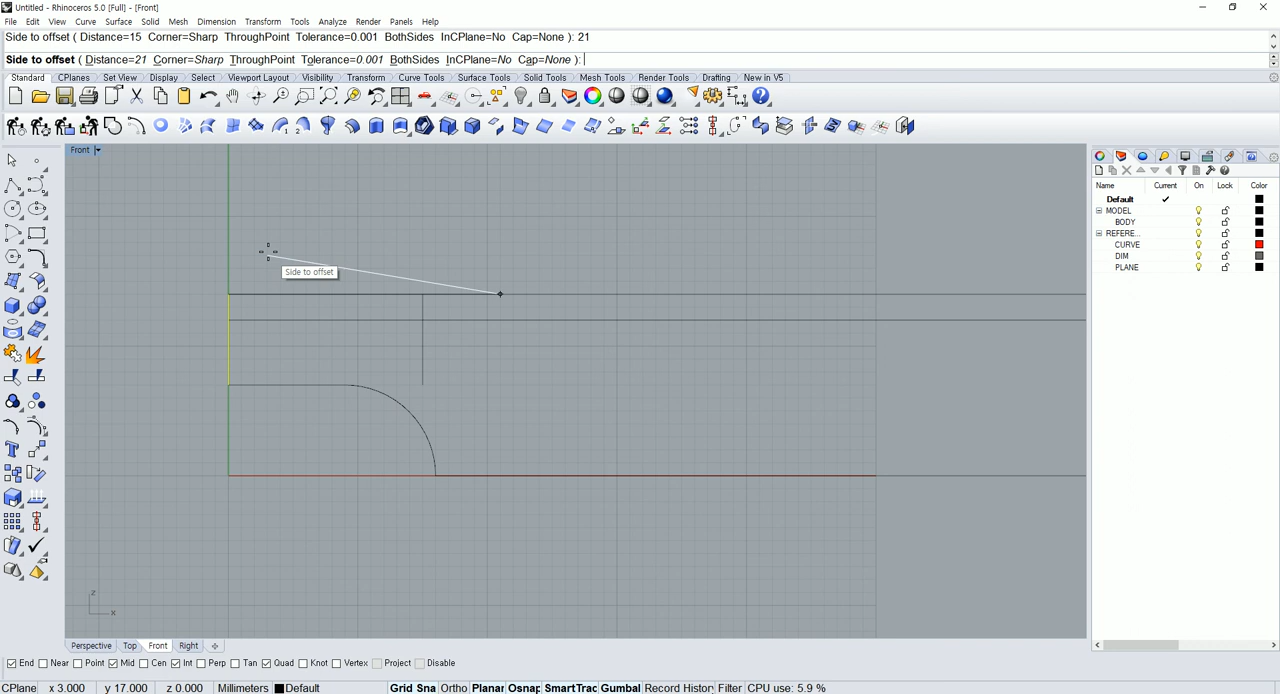 Untitled - Rhinoceros 5.0 [Full] - [Front]
File Edit View Curve Surface Solid Mesh Dimension Transform Tools Analyze Render Panels Help
Side to offset ( Distance=15 Corner=Sharp ThroughPoint Tolerance=0.001 BothSides InCPlane=No Cap=None ): 21
Side to offset ( Distance=21 Corner=Sharp ThroughPoint Tolerance=0.001 BothSides InCPlane=No Cap=None ):
Standard CPlanes Set View Display Select Viewport Layout Visibility Transform Curve Tools Surface Tools Solid Tools Mesh Tools Render Tools Drafting New in V5
Front
Name Current On Lock Color
Default
MODEL
BODY
REFERE...
CURVE
DIM
PLANE
Side to offset
z
x
Perspective Top Front Right
End Near Point Mid Cen Int Perp Tan Quad Knot Vertex Project Disable
CPlane x 3.000 y 17.000 z 0.000 Millimeters Default Grid Sna Ortho Planar Osnap SmartTrac Gumbal Record History Filter CPU use: 5.9 %